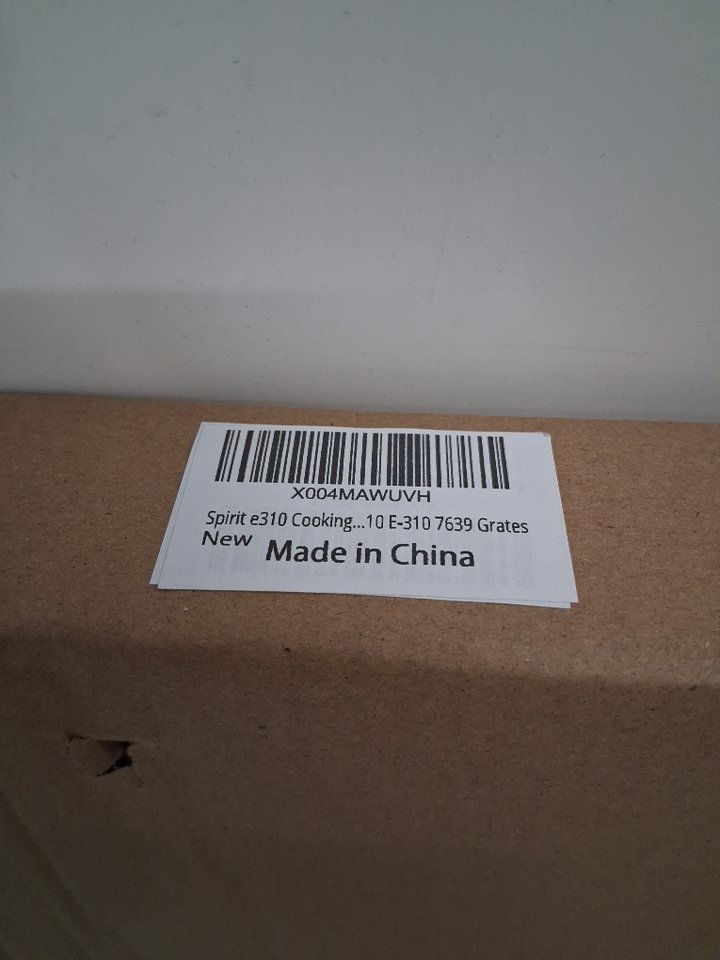 X004MAWUVH
Spirit e310 Cooking...10 E-310 7639 Grates
New Made in China